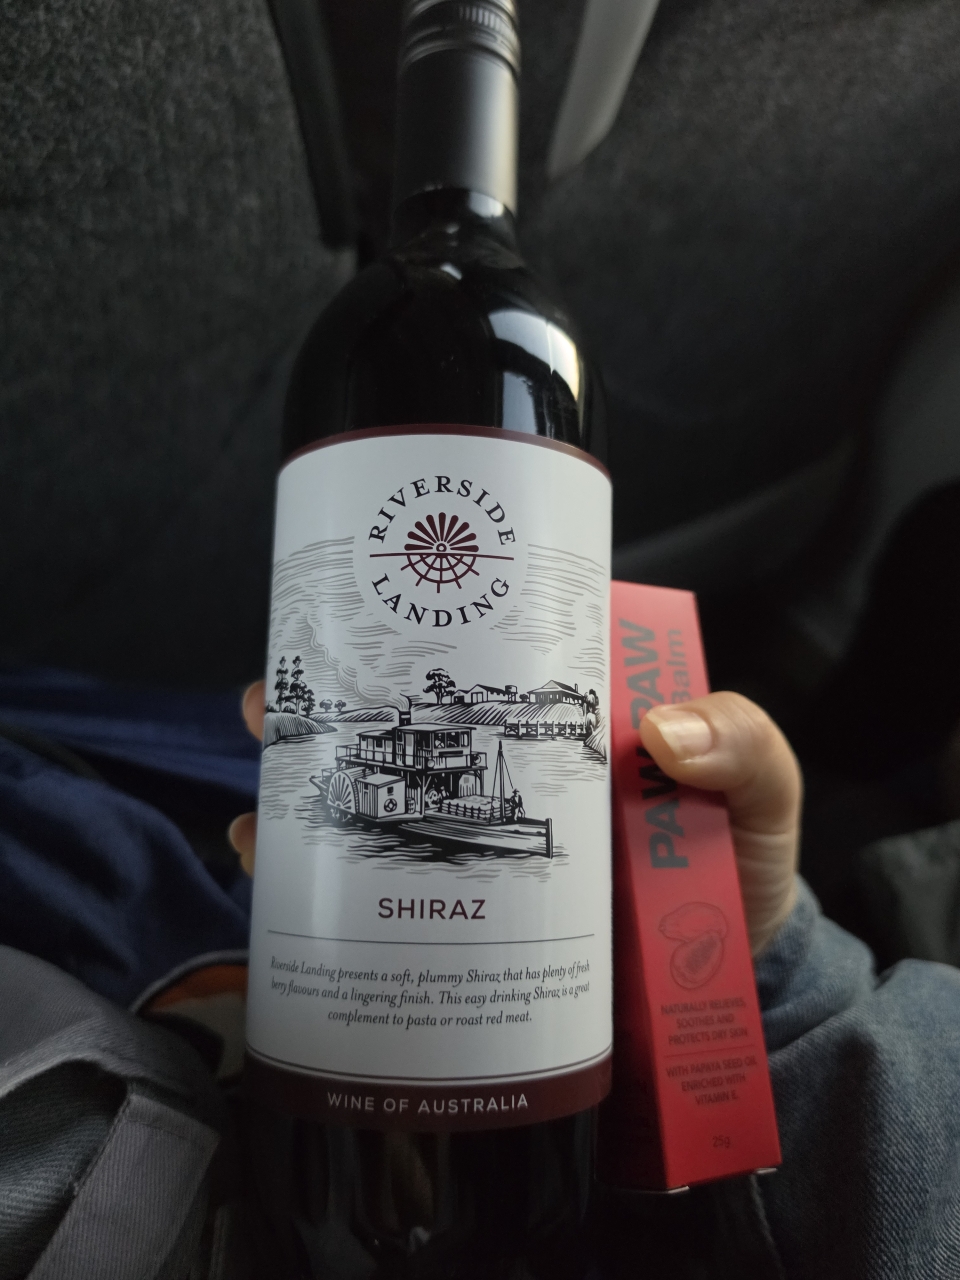 RIVERSIDE
LANDING
SHIRAZ
Riverside Landing presents a soft, plummy Shiraz that has plenty of fresh
berry flavours and a lingering finish. This easy drinking Shiraz is a great
complement to pasta or roast red meat.
WINE OF AUSTRALIA
PAW PAW
Balm
NATURALLY RELIEVES,
SOOTHES AND
PROTECTS DRY SKIN
WITH PAPAYA SEED OIL
ENRICHED WITH
VITAMIN E.
25g